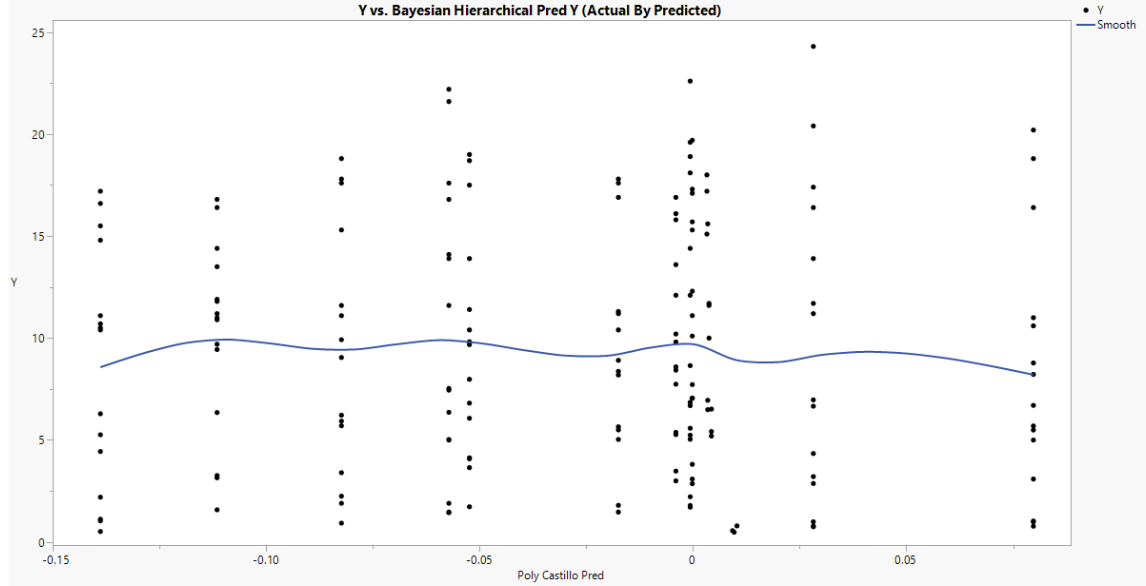 Y vs. Bayesian Hierarchical Pred Y (Actual By Predicted)
Y
Smooth
25
20
15
10
5
0
Y
-0.15
-0.10
-0.05
0
0.05
Poly Castillo Pred